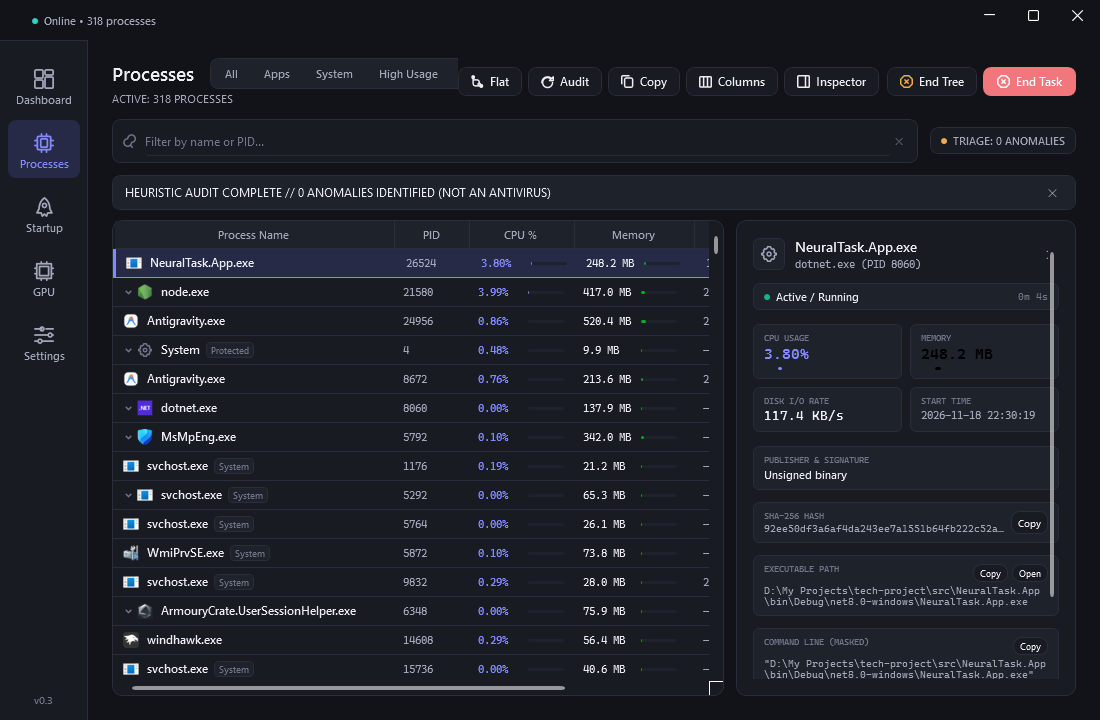 Online • 318 processes
Dashboard
Processes
Startup
GPU
Settings
v0.3
Processes
All Apps System High Usage
Flat Audit Copy Columns Inspector End Tree End Task
ACTIVE: 318 PROCESSES
Filter by name or PID...
TRIAGE: 0 ANOMALIES
HEURISTIC AUDIT COMPLETE // 0 ANOMALIES IDENTIFIED (NOT AN ANTIVIRUS)
Process Name PID CPU % Memory
NeuralTask.App.exe 26524 3.80% 248.2 MB
node.exe 21580 3.99% 417.0 MB 2
Antigravity.exe 24956 0.86% 520.4 MB 2
System Protected 4 0.48% 9.9 MB —
Antigravity.exe 8672 0.76% 213.6 MB 2
.NET dotnet.exe 8060 0.00% 137.9 MB —
MsMpEng.exe 5792 0.10% 342.0 MB —
svchost.exe System 1176 0.19% 21.2 MB —
svchost.exe System 5292 0.00% 65.3 MB —
svchost.exe System 5764 0.00% 26.1 MB —
WmiPrvSE.exe System 5872 0.10% 73.8 MB —
svchost.exe System 9832 0.29% 28.0 MB 2
ArmouryCrate.UserSessionHelper.exe 6348 0.00% 75.9 MB —
windhawk.exe 14608 0.29% 56.4 MB —
svchost.exe System 15736 0.00% 40.6 MB —
NeuralTask.App.exe
dotnet.exe (PID 8060)
Active / Running 0m 4s
CPU USAGE
3.80%
MEMORY
248.2 MB
DISK I/O RATE
117.4 KB/s
START TIME
2026-11-18 22:30:19
PUBLISHER & SIGNATURE
Unsigned binary
SHA-256 HASH
92ee50df3a6af4da243ee7a1551b64fb222c52a…
Copy
EXECUTABLE PATH
Copy Open
D:\My Projects\tech-project\src\NeuralTask.App
\bin\Debug\net8.0-windows\NeuralTask.App.exe
COMMAND LINE (MASKED)
Copy
"D:\My Projects\tech-project\src\NeuralTask.App
\bin\Debug\net8.0-windows\NeuralTask.App.exe"